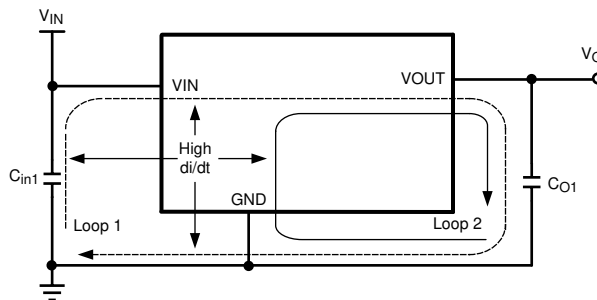 VIN
VIN
VOUT
High
di/dt
Cin1
GND
CO1
Loop 1
Loop 2